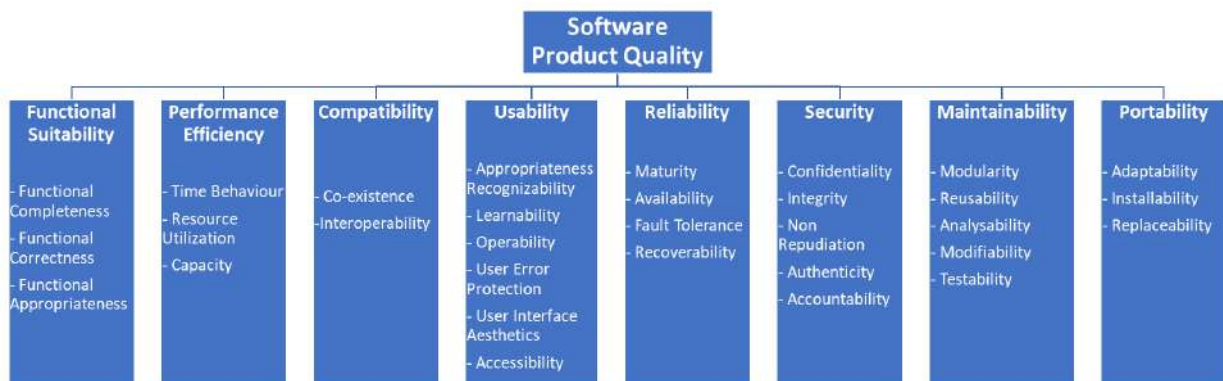 Software
Product Quality
Functional
Suitability
- Functional
Completeness
- Functional
Correctness
- Functional
Appropriateness
Performance
Efficiency
- Time Behaviour
- Resource
Utilization
- Capacity
Compatibility
- Co-existence
-Interoperability
Usability
- Appropriateness
Recognizability
- Learnability
- Operability
- User Error
Protection
- User Interface
Aesthetics
- Accessibility
Reliability
- Maturity
- Availability
- Fault Tolerance
- Recoverability
Security
- Confidentiality
- Integrity
- Non
Repudiation
- Authenticity
- Accountability
Maintainability
- Modularity
- Reusability
- Analysability
- Modifiability
- Testability
Portability
- Adaptability
- Installability
- Replaceability